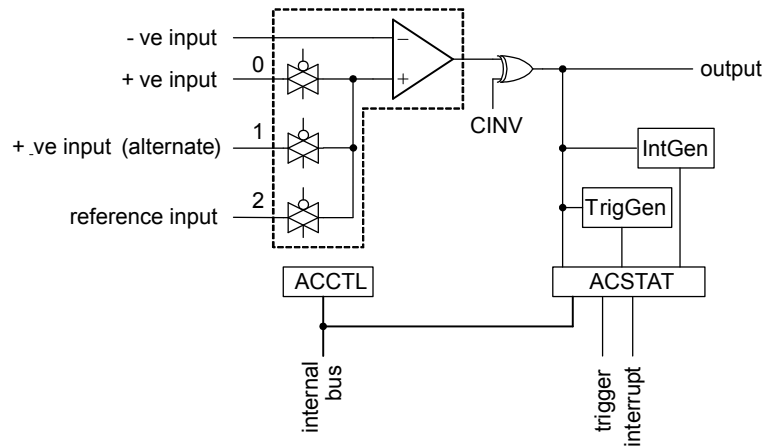 - ve input
−
0
+ ve input
+
output
CINV
1
+ ve input (alternate)
IntGen
2
reference input
TrigGen
ACCTL
ACSTAT
internal
bus
trigger
interrupt